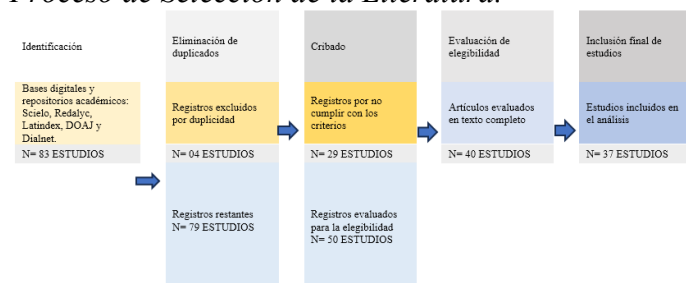 Proceso de Selección de la Literatura.
Identificación
Bases digitales y
repositorios académicos:
Scielo, Redalyc,
Latindex, DOAJ y
Dialnet.
N= 83 ESTUDIOS
Eliminación de
duplicados
Registros excluidos
por duplicidad
N= 04 ESTUDIOS
Registros restantes
N= 79 ESTUDIOS
Cribado
Registros por no
cumplir con los
criterios
N= 29 ESTUDIOS
Registros evaluados
para la elegibilidad
N= 50 ESTUDIOS
Evaluación de
elegibilidad
Artículos evaluados
en texto completo
N= 40 ESTUDIOS
Inclusión final de
estudios
Estudios incluidos en
el análisis
N= 37 ESTUDIOS